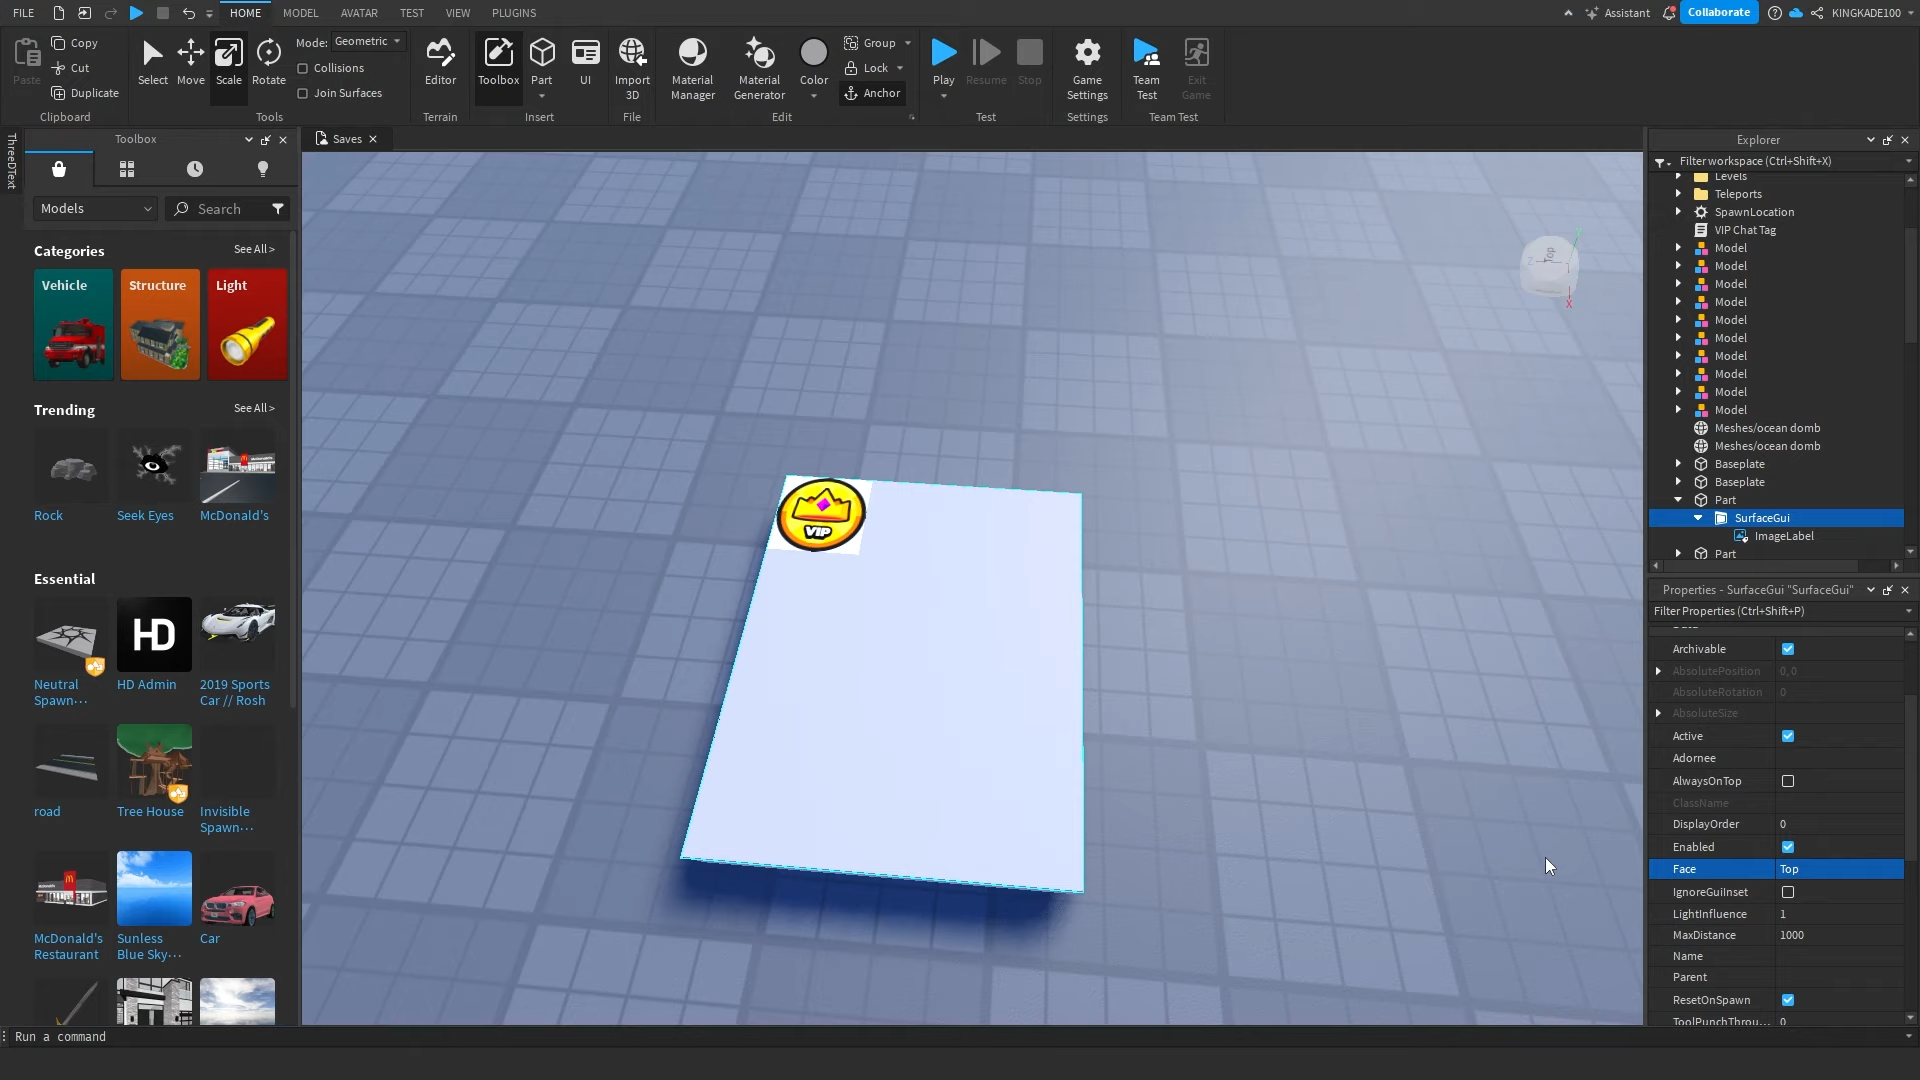 FILE HOME MODEL AVATAR TEST VIEW PLUGINS Assistant Collaborate KINGKADE100
Paste Copy Cut Duplicate Clipboard
Select Move Scale Rotate Mode: Geometric Collisions Join Surfaces Tools
Editor Terrain
Toolbox Part UI Insert
Import 3D File
Material Manager Material Generator Color Group Lock Anchor Edit
Play Resume Stop Test
Game Settings Settings
Team Test Exit Game Team Test
ThreeDText
Toolbox
Models Search
Categories See All >
Vehicle Structure Light
Trending See All >
Rock Seek Eyes McDonald's
Essential
HD
Neutral Spawn... HD Admin 2019 Sports Car // Rosh
road Tree House Invisible Spawn...
McDonald's Restaurant Sunless Blue Sky... Car
Saves
VIP
Top
X
Explorer
Filter workspace (Ctrl+Shift+X)
Levels
Teleports
SpawnLocation
VIP Chat Tag
Model
Model
Model
Model
Model
Model
Model
Model
Model
Model
Meshes/ocean domb
Meshes/ocean domb
Baseplate
Baseplate
Part
SurfaceGui
ImageLabel
Part
Properties - SurfaceGui "SurfaceGui"
Filter Properties (Ctrl+Shift+P)
Archivable
AbsolutePosition 0, 0
AbsoluteRotation 0
AbsoluteSize
Active
Adornee
AlwaysOnTop
ClassName
DisplayOrder 0
Enabled
Face Top
IgnoreGuiInset
LightInfluence 1
MaxDistance 1000
Name
Parent
ResetOnSpawn
ToolPunchThrou... 0
Run a command